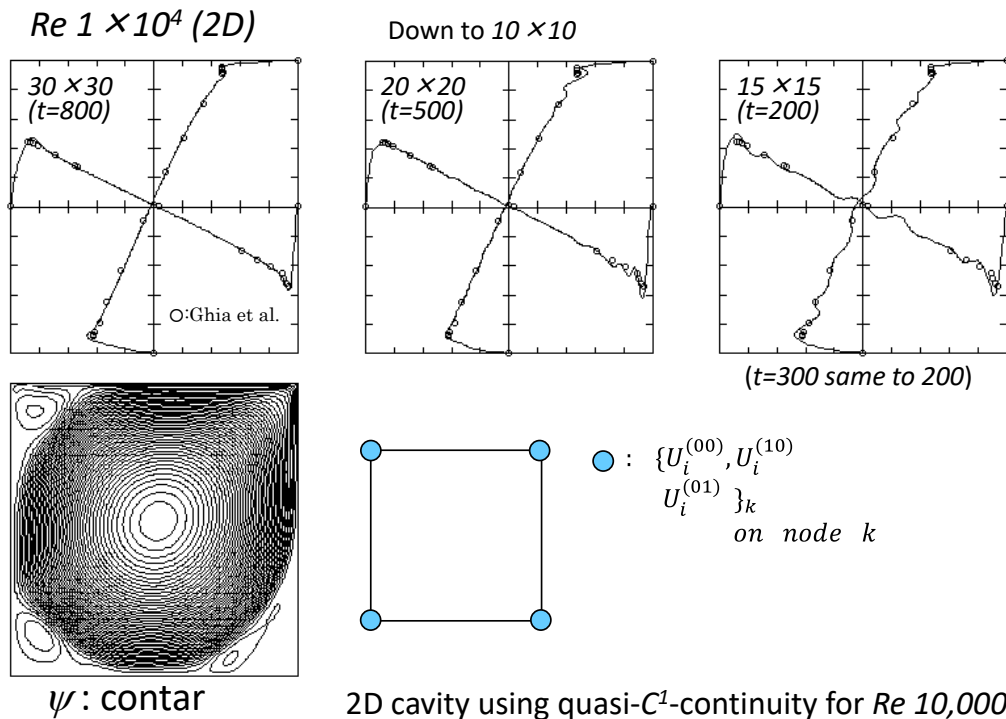 Re 1 ×10⁴ (2D)
Down to 10 ×10
30 ×30
(t=800)
20 ×20
(t=500)
15 ×15
(t=200)
○:Ghia et al.
(t=300 same to 200)
: {U_i^{(00)}, U_i^{(10)}
U_i^{(01)} }_k
on node k
ψ : contar
2D cavity using quasi-C¹-continuity for Re 10,000